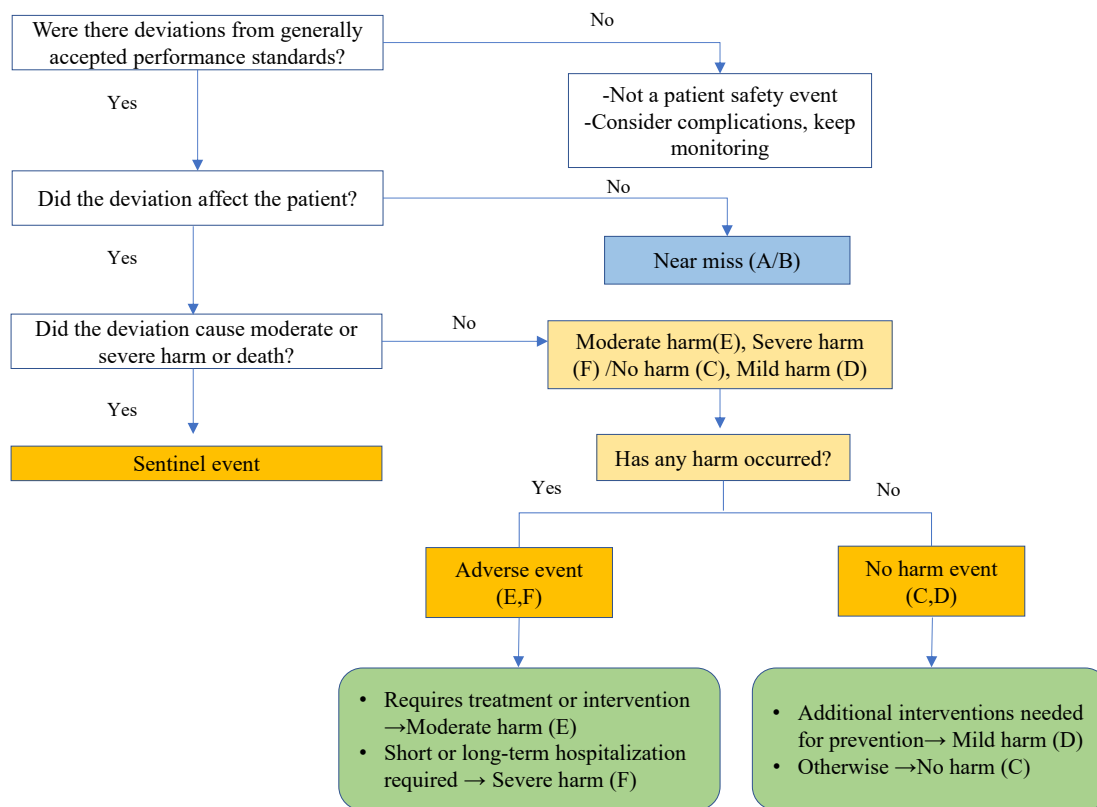 Were there deviations from generally
accepted performance standards?
No
Yes
-Not a patient safety event
-Consider complications, keep
monitoring
Did the deviation affect the patient?
No
Yes
Near miss (A/B)
Did the deviation cause moderate or
severe harm or death?
No
Yes
Moderate harm(E), Severe harm
(F) /No harm (C), Mild harm (D)
Sentinel event
Has any harm occurred?
Yes
No
Adverse event
(E,F)
No harm event
(C,D)
• Requires treatment or intervention
→Moderate harm (E)
• Short or long-term hospitalization
required → Severe harm (F)
• Additional interventions needed
for prevention→ Mild harm (D)
• Otherwise →No harm (C)